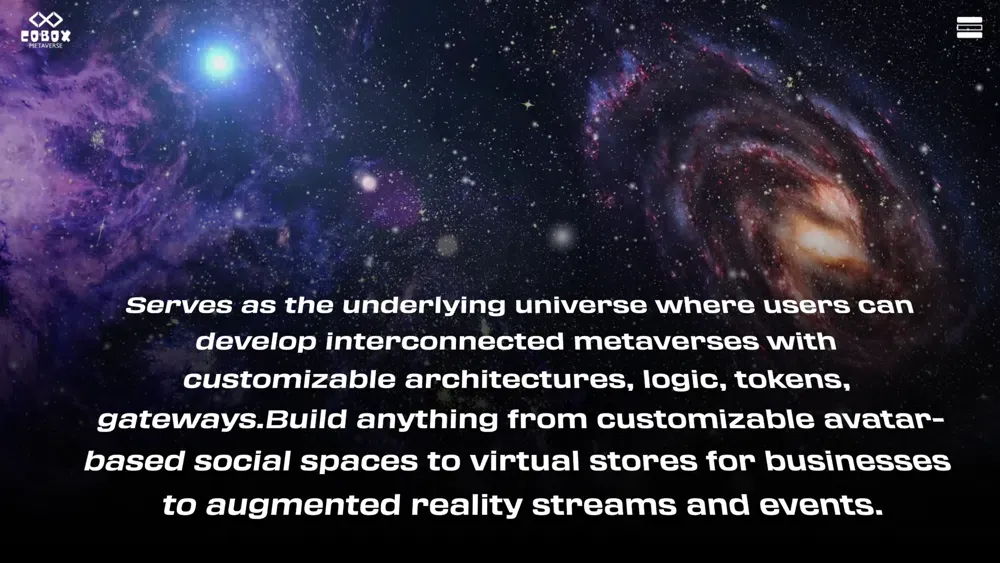 COBOX
METAVERSE
Serves as the underlying universe where users can
develop interconnected metaverses with
customizable architectures, logic, tokens,
gateways.Build anything from customizable avatar-
based social spaces to virtual stores for businesses
to augmented reality streams and events.